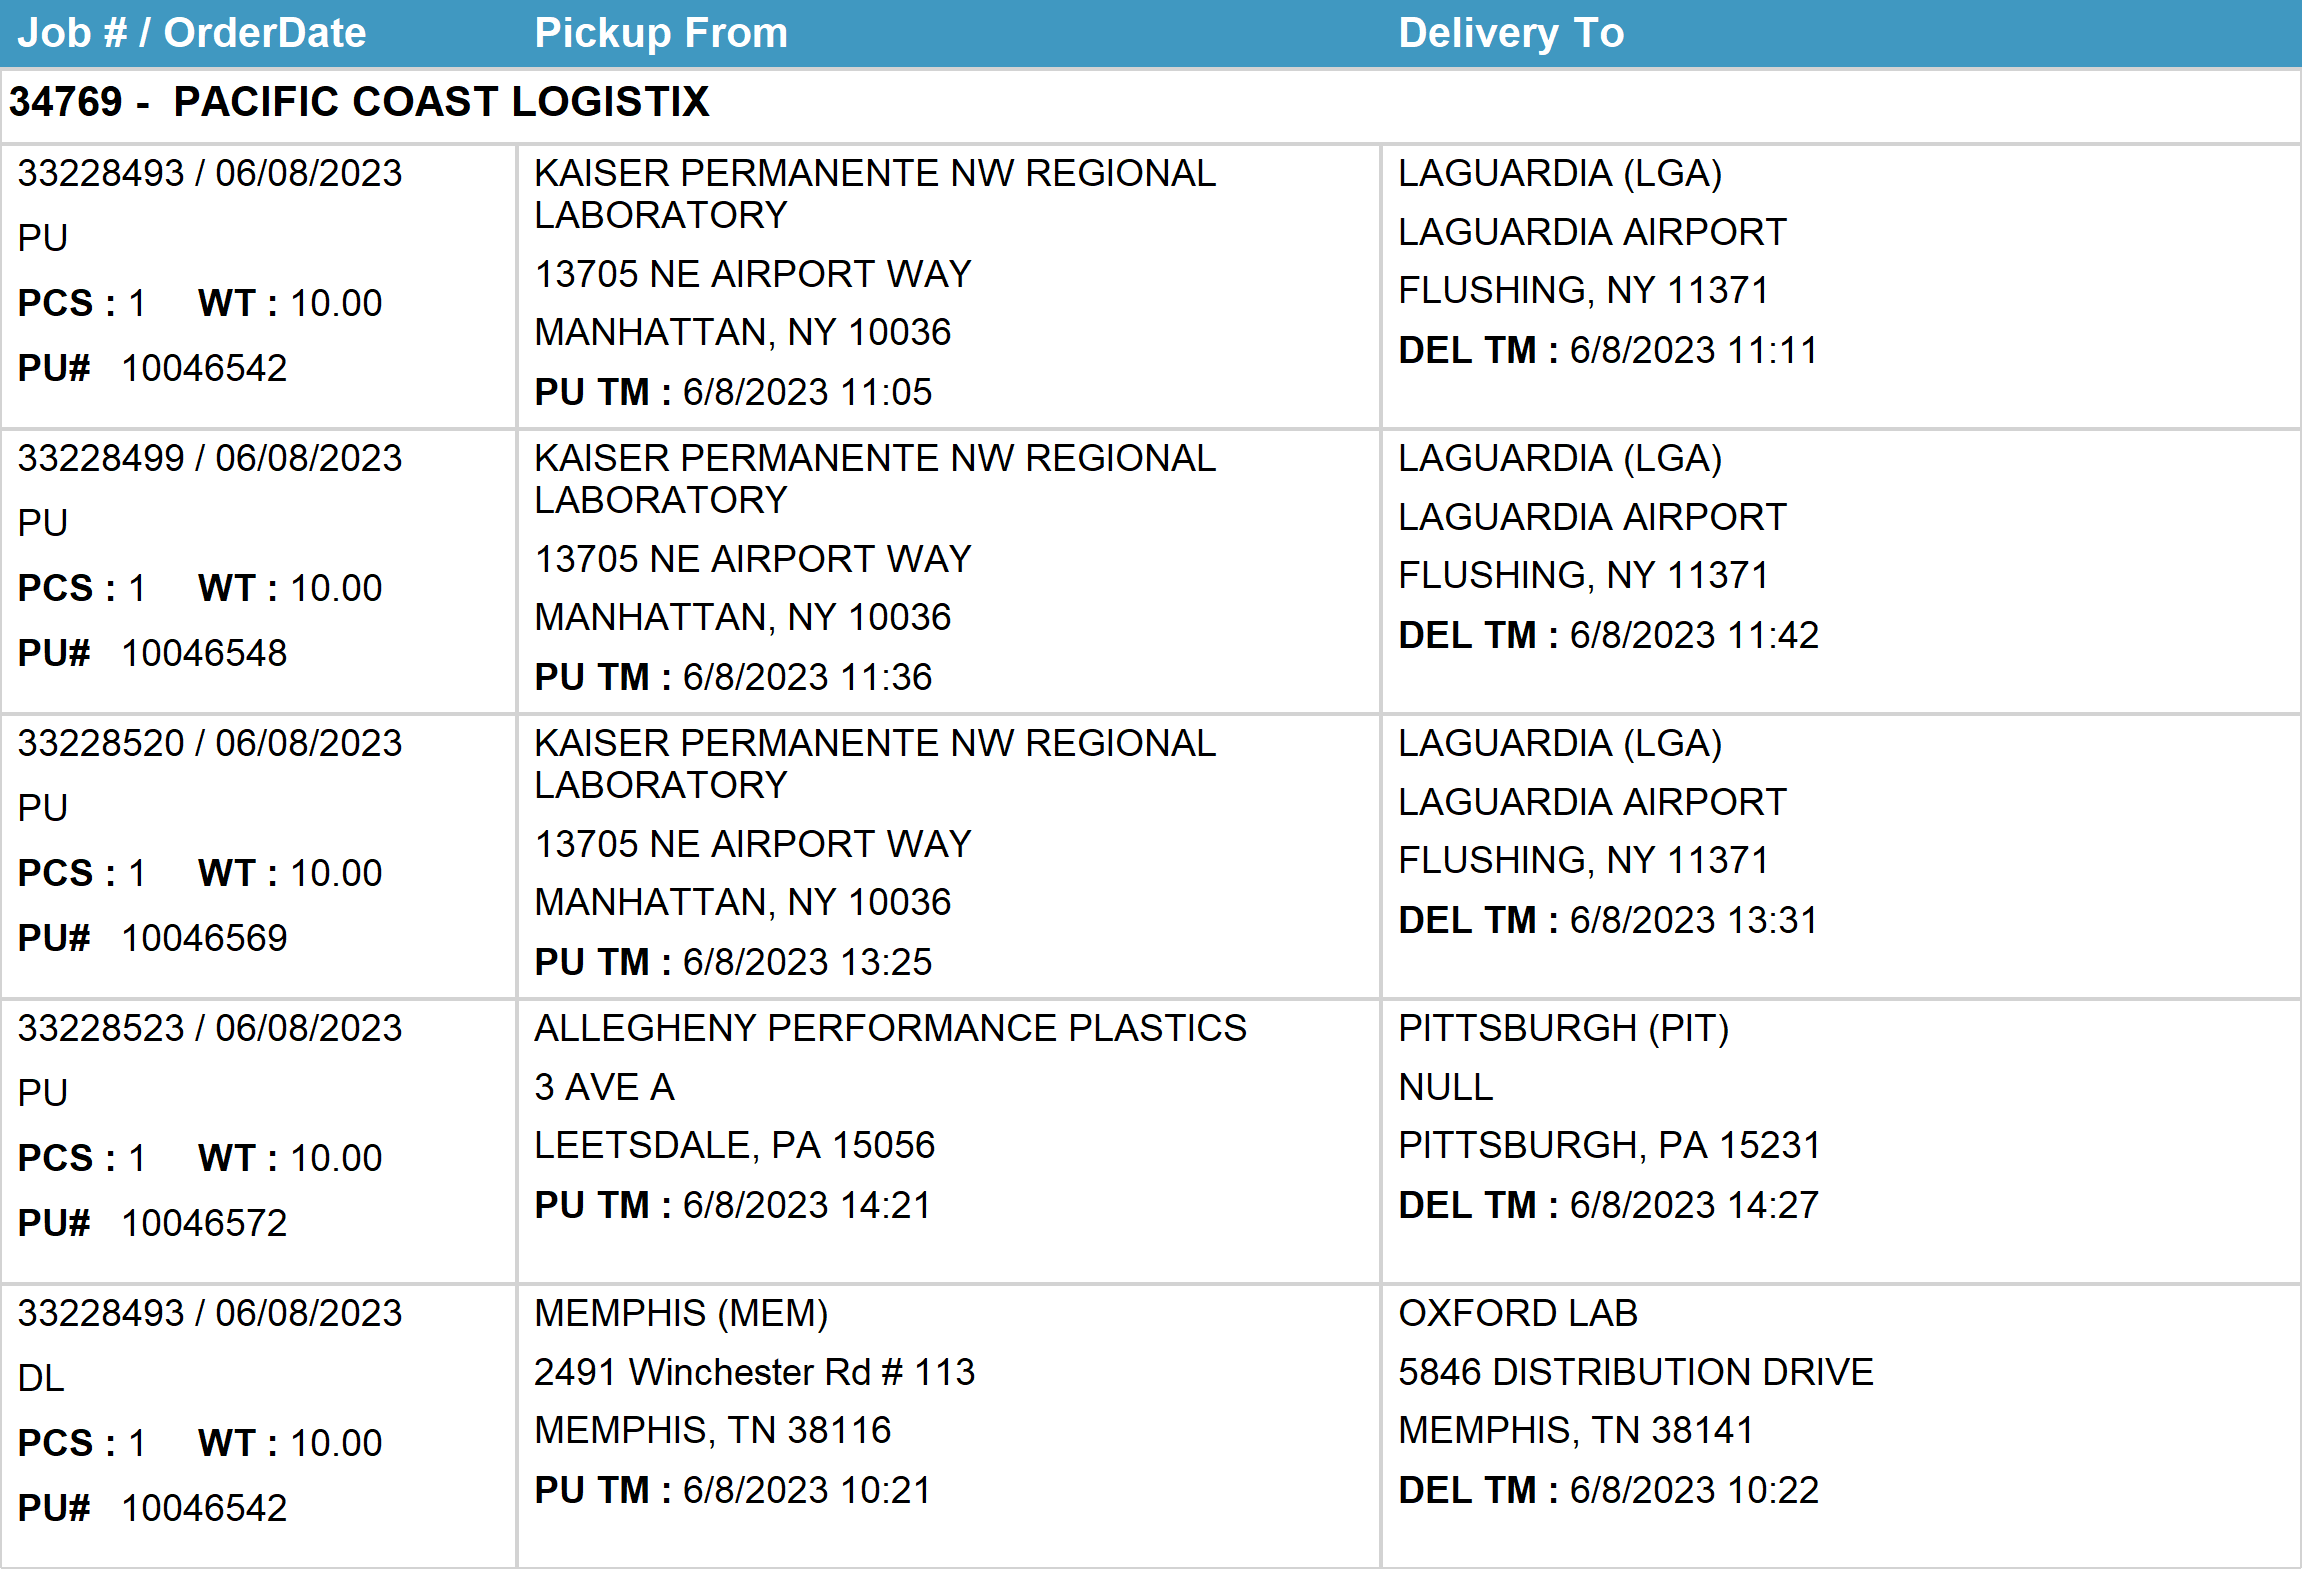 Job # / OrderDate Pickup From Delivery To
34769 - PACIFIC COAST LOGISTIX
33228493 / 06/08/2023
PU
PCS : 1 WT : 10.00
PU# 10046542
KAISER PERMANENTE NW REGIONAL
LABORATORY
13705 NE AIRPORT WAY
MANHATTAN, NY 10036
PU TM : 6/8/2023 11:05
LAGUARDIA (LGA)
LAGUARDIA AIRPORT
FLUSHING, NY 11371
DEL TM : 6/8/2023 11:11
33228499 / 06/08/2023
PU
PCS : 1 WT : 10.00
PU# 10046548
KAISER PERMANENTE NW REGIONAL
LABORATORY
13705 NE AIRPORT WAY
MANHATTAN, NY 10036
PU TM : 6/8/2023 11:36
LAGUARDIA (LGA)
LAGUARDIA AIRPORT
FLUSHING, NY 11371
DEL TM : 6/8/2023 11:42
33228520 / 06/08/2023
PU
PCS : 1 WT : 10.00
PU# 10046569
KAISER PERMANENTE NW REGIONAL
LABORATORY
13705 NE AIRPORT WAY
MANHATTAN, NY 10036
PU TM : 6/8/2023 13:25
LAGUARDIA (LGA)
LAGUARDIA AIRPORT
FLUSHING, NY 11371
DEL TM : 6/8/2023 13:31
33228523 / 06/08/2023
PU
PCS : 1 WT : 10.00
PU# 10046572
ALLEGHENY PERFORMANCE PLASTICS
3 AVE A
LEETSDALE, PA 15056
PU TM : 6/8/2023 14:21
PITTSBURGH (PIT)
NULL
PITTSBURGH, PA 15231
DEL TM : 6/8/2023 14:27
33228493 / 06/08/2023
DL
PCS : 1 WT : 10.00
PU# 10046542
MEMPHIS (MEM)
2491 Winchester Rd # 113
MEMPHIS, TN 38116
PU TM : 6/8/2023 10:21
OXFORD LAB
5846 DISTRIBUTION DRIVE
MEMPHIS, TN 38141
DEL TM : 6/8/2023 10:22